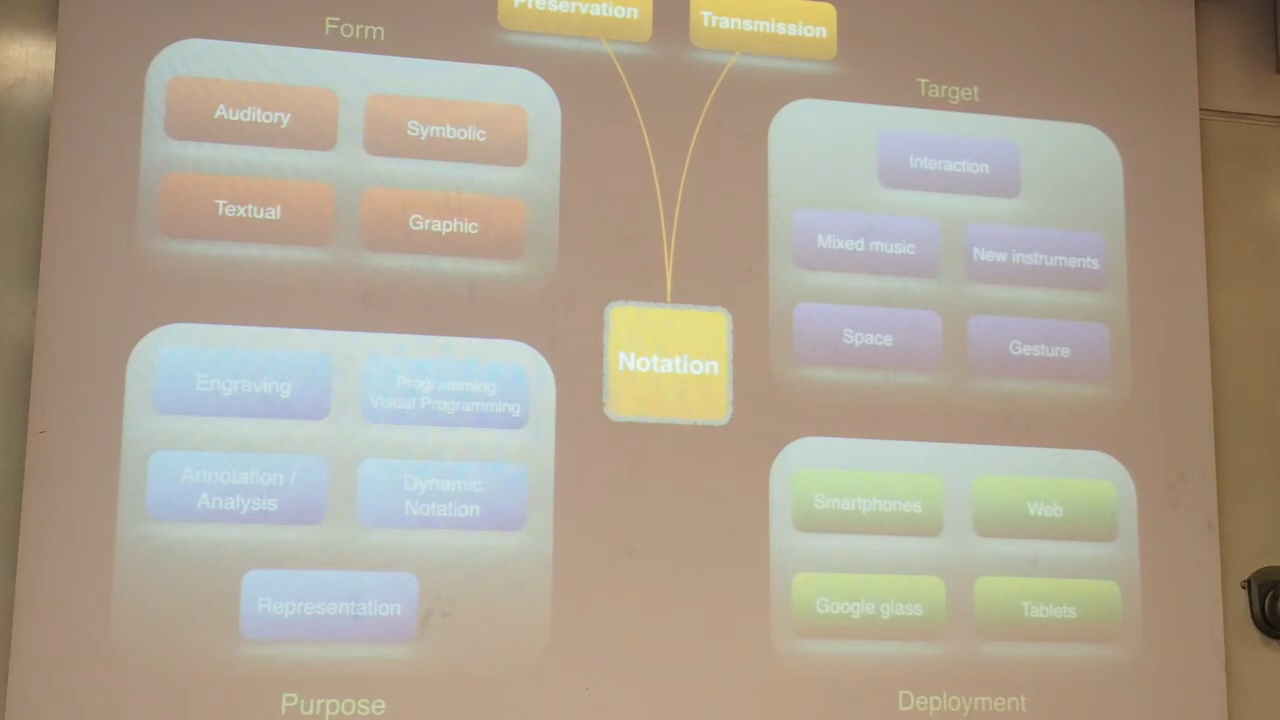 Preservation
Transmission
Form
Auditory
Symbolic
Textual
Graphic
Target
Interaction
Mixed music
New instruments
Space
Gesture
Notation
Engraving
Programming
Visual Programming
Annotation /
Analysis
Dynamic
Notation
Representation
Purpose
Smartphones
Web
Google glass
Tablets
Deployment